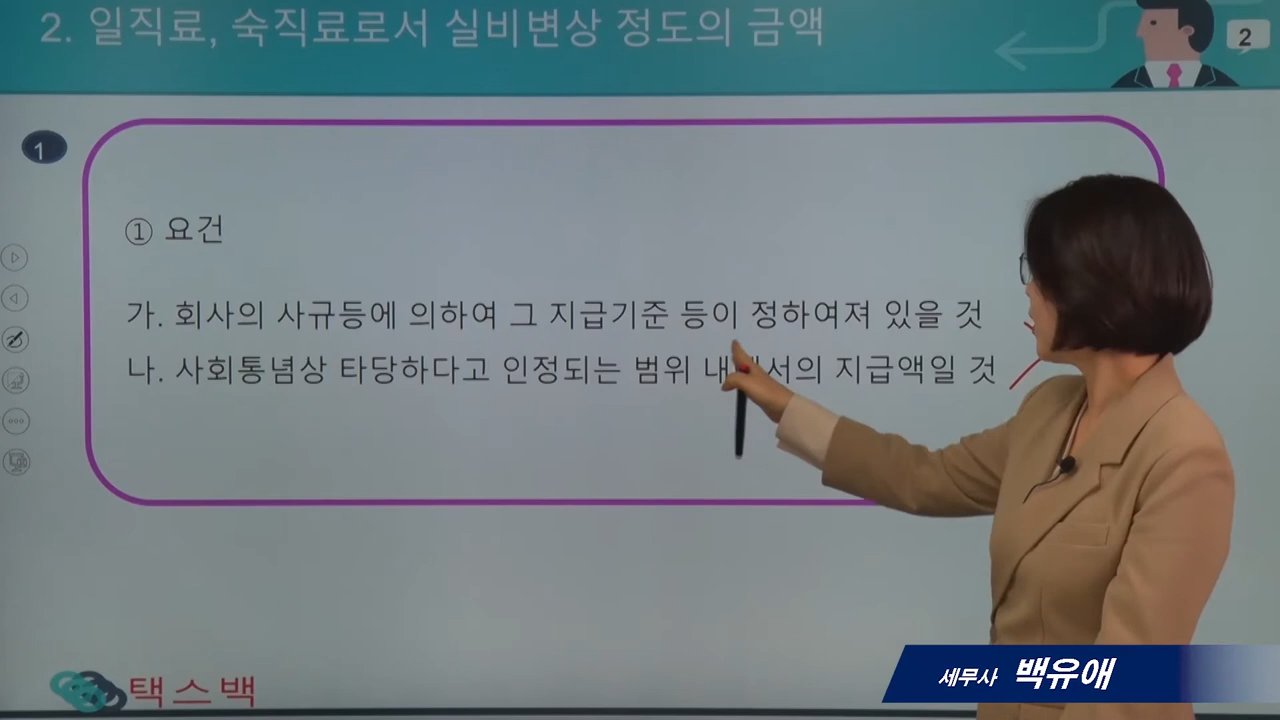 2. 일직료, 숙직료로서 실비변상 정도의 금액
2
1
① 요건
가. 회사의 사규등에 의하여 그 지급기준 등이 정하여져 있을 것
나. 사회통념상 타당하다고 인정되는 범위 내에서의 지급액일 것
택스백
세무사 백유애